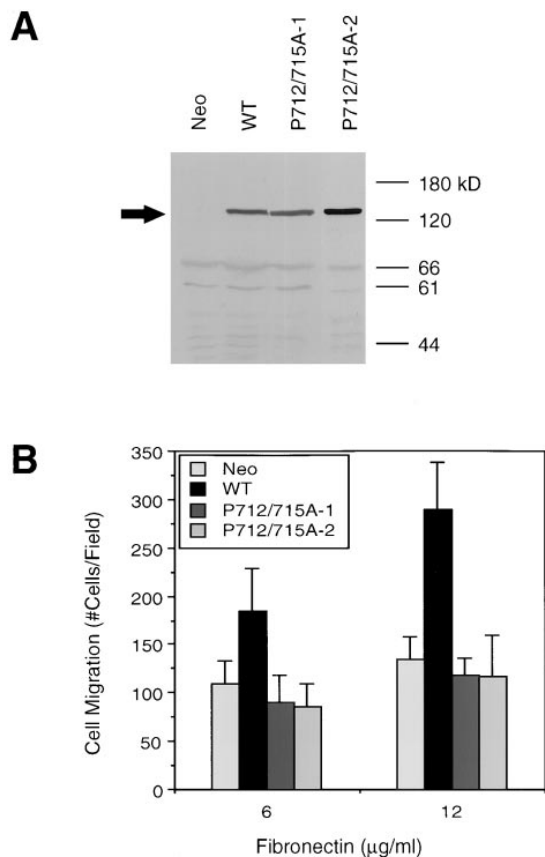 A
Neo
WT
P712/715A-1
P712/715A-2
180 kD
120
66
61
44
B
Cell Migration (#Cells/Field)
350
300
250
200
150
100
50
0
Neo
WT
P712/715A-1
P712/715A-2
6
12
Fibronectin (µg/ml)